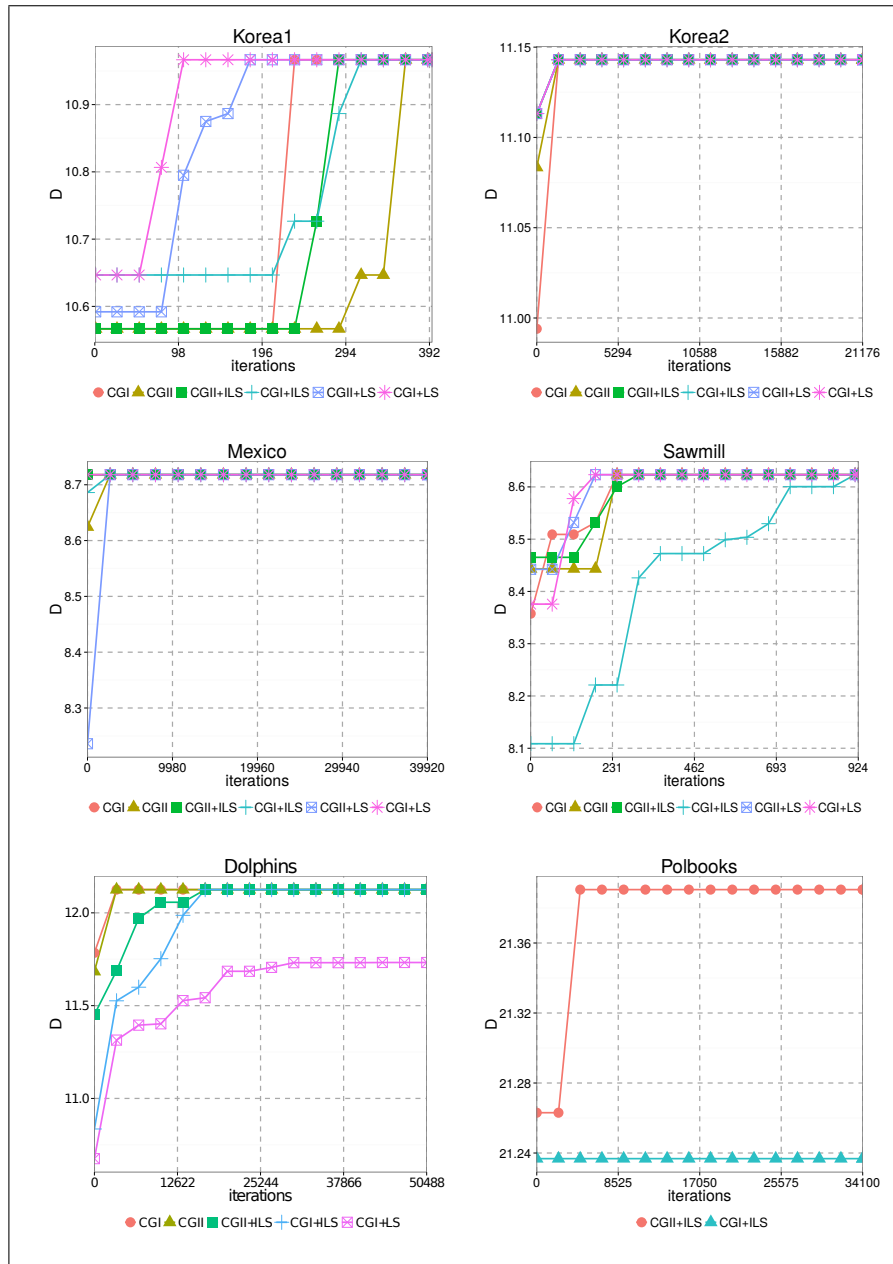 Korea1
10.9
10.8
10.7
10.6
D
0 98 196 294 392
iterations
CGI CGII CGII+ILS CGI+ILS CGII+LS CGI+LS
Korea2
11.15
11.10
11.05
11.00
D
0 5294 10588 15882 21176
iterations
CGI CGII CGII+ILS CGI+ILS CGII+LS CGI+LS
Mexico
8.7
8.6
8.5
8.4
8.3
D
0 9980 19960 29940 39920
iterations
CGI CGII CGII+ILS CGI+ILS CGII+LS CGI+LS
Sawmill
8.6
8.5
8.4
8.3
8.2
8.1
D
0 231 462 693 924
iterations
CGI CGII CGII+ILS CGI+ILS CGII+LS CGI+LS
Dolphins
12.0
11.5
11.0
D
0 12622 25244 37866 50488
iterations
CGI CGII CGII+ILS CGI+ILS CGI+LS
Polbooks
21.36
21.32
21.28
21.24
D
0 8525 17050 25575 34100
iterations
CGII+ILS CGI+ILS